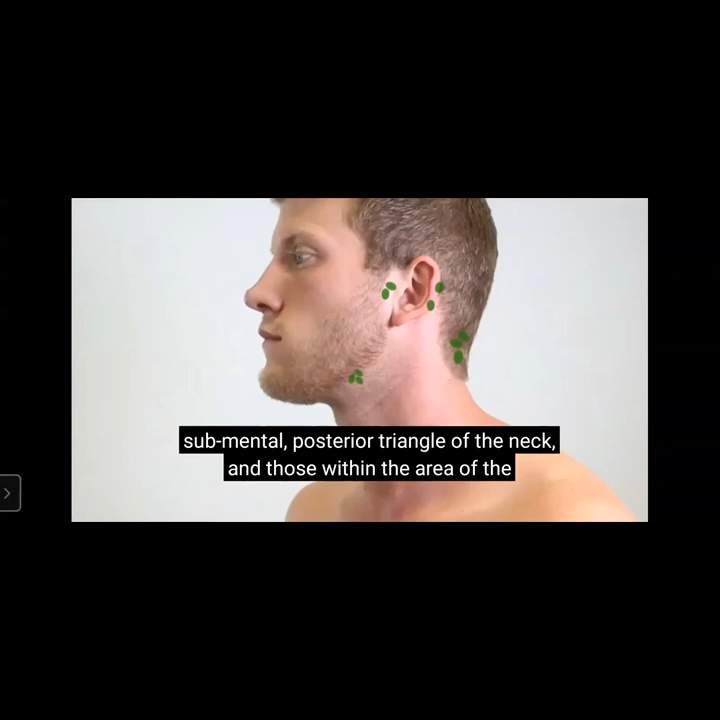 sub-mental, posterior triangle of the neck,
and those within the area of the